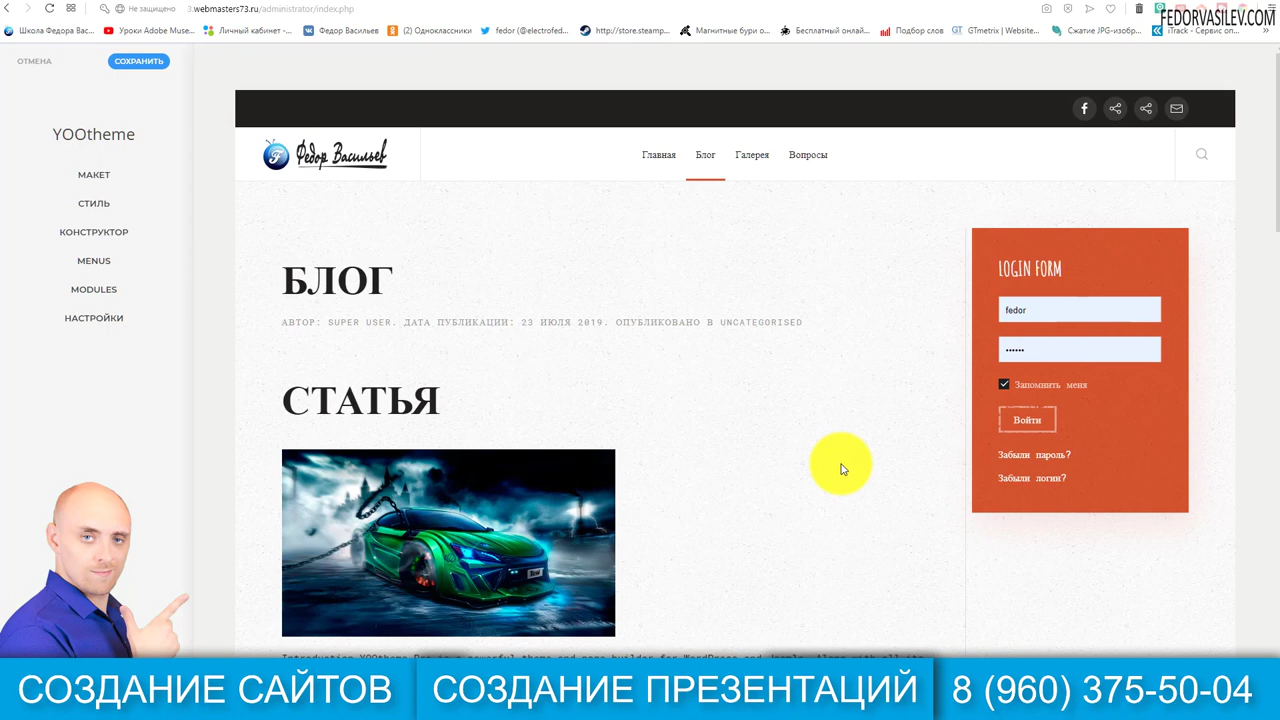 Не защищено
3.webmasters73.ru/administrator/index.php
FEDORVASILEV.COM
Школа Федора Вас...
Уроки Adobe Muse...
Личный кабинет -...
Федор Васильев
(2) Одноклассники
fedor (@electrofed...
http://store.steamp...
Магнитные бури о...
Бесплатный онлай...
Подбор слов
GTmetrix | Website...
Сжатие JPG-изобр...
iTrack - Сервис оп...
ОТМЕНА
СОХРАНИТЬ
YOOtheme
МАКЕТ
СТИЛЬ
КОНСТРУКТОР
MENUS
MODULES
НАСТРОЙКИ
Федор Васильев
Главная
Блог
Галерея
Вопросы
БЛОГ
АВТОР: SUPER USER. ДАТА ПУБЛИКАЦИИ: 23 ИЮЛЯ 2019. ОПУБЛИКОВАНО В UNCATEGORISED
СТАТЬЯ
LOGIN FORM
fedor
••••••
Запомнить меня
Войти
Забыли пароль?
Забыли логин?
СОЗДАНИЕ САЙТОВ
СОЗДАНИЕ ПРЕЗЕНТАЦИЙ
8 (960) 375-50-04